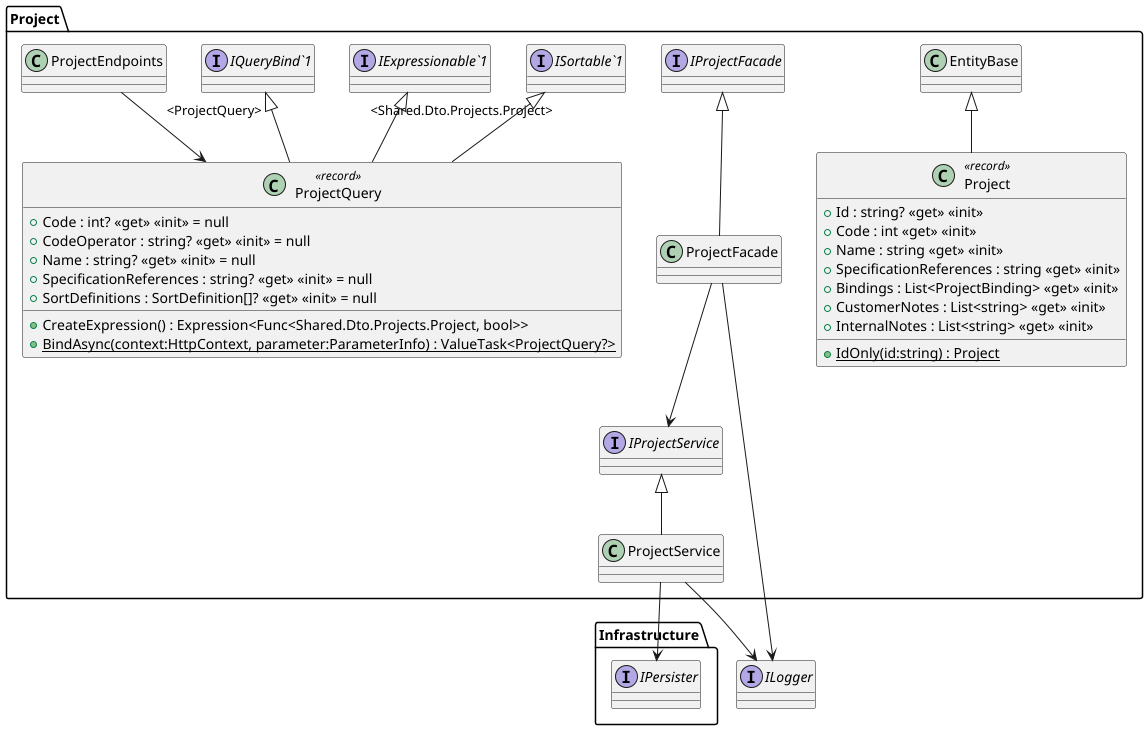 Project
C ProjectEndpoints
I IQueryBind`1
I IExpressionable`1
I ISortable`1
I IProjectFacade
C EntityBase
<ProjectQuery>
<Shared.Dto.Projects.Project>
C «record»
ProjectQuery
Code : int? «get» «init» = null
CodeOperator : string? «get» «init» = null
Name : string? «get» «init» = null
SpecificationReferences : string? «get» «init» = null
SortDefinitions : SortDefinition[]? «get» «init» = null
CreateExpression() : Expression<Func<Shared.Dto.Projects.Project, bool>>
BindAsync(context:HttpContext, parameter:ParameterInfo) : ValueTask<ProjectQuery?>
C «record»
Project
Id : string? «get» «init»
Code : int «get» «init»
Name : string «get» «init»
SpecificationReferences : string «get» «init»
Bindings : List<ProjectBinding> «get» «init»
CustomerNotes : List<string> «get» «init»
InternalNotes : List<string> «get» «init»
IdOnly(id:string) : Project
C ProjectFacade
I IProjectService
C ProjectService
Infrastructure
I IPersister
I ILogger